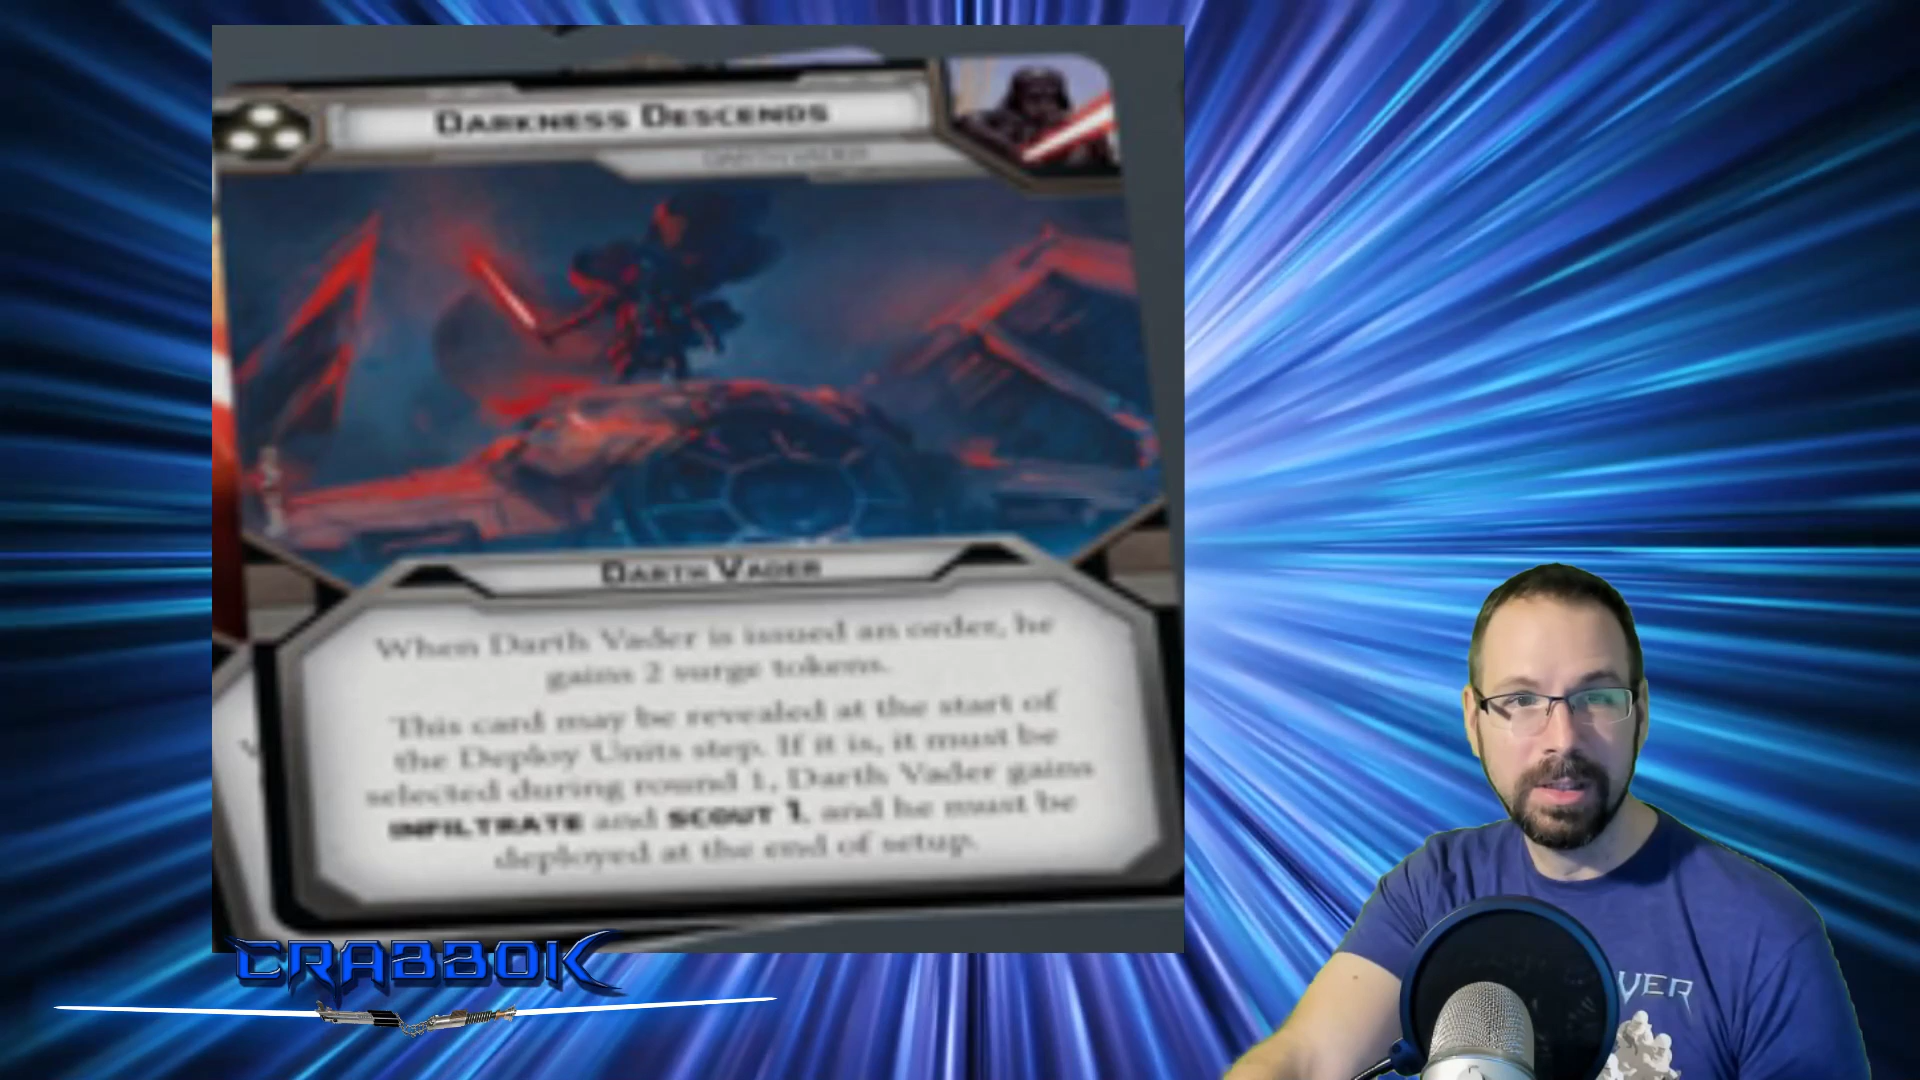 DARKNESS DESCENDS
DARTH VADER
DARTH VADER
When Darth Vader is issued an order, he
gains 2 surge tokens.
This card may be revealed at the start of
the Deploy Units step. If it is, it must be
selected during round 1, Darth Vader gains
INFILTRATE and SCOUT 1, and he must be
deployed at the end of setup.
CRABBOK
VER